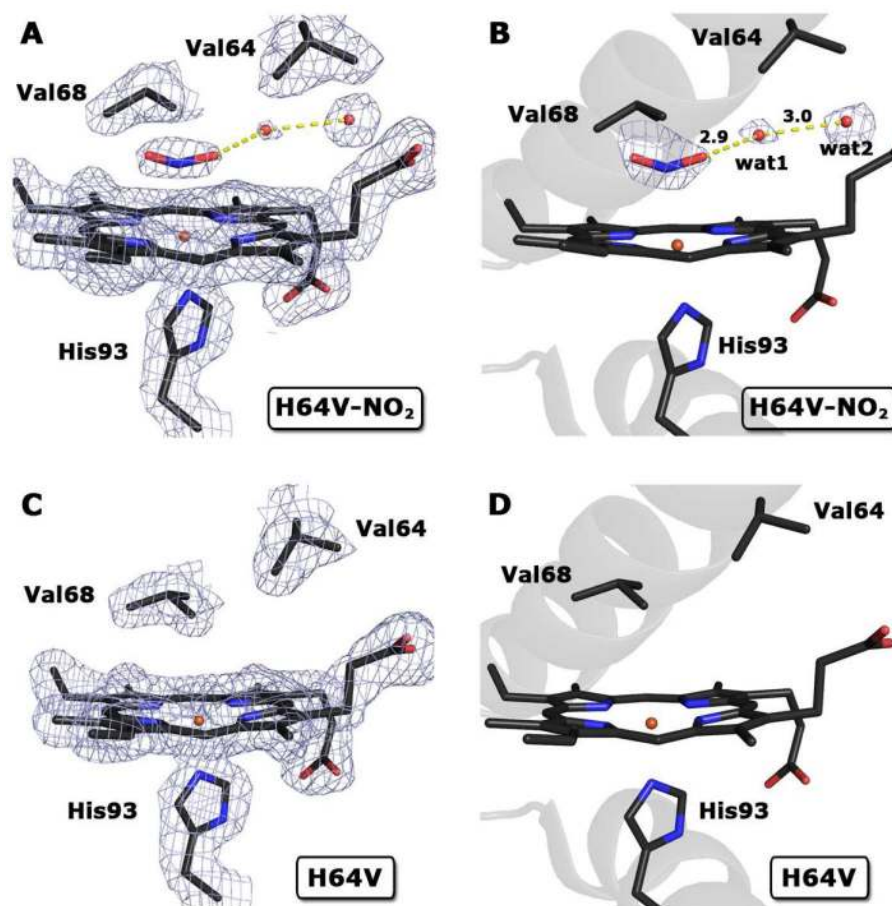 A
Val64
Val68
His93
H64V-NO₂
B
Val64
Val68
2.9
3.0
wat1
wat2
His93
H64V-NO₂
C
Val64
Val68
His93
H64V
D
Val64
Val68
His93
H64V